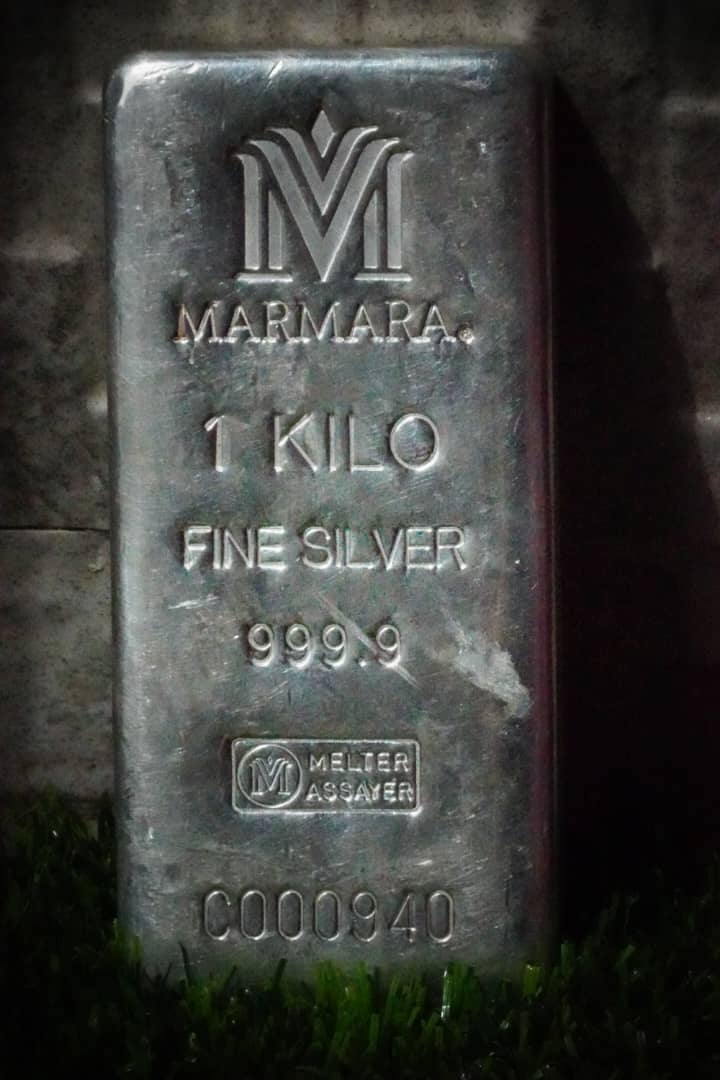 MARMARA®
1 KILO
FINE SILVER
999.9
M MELTER
ASSAYER
C000940